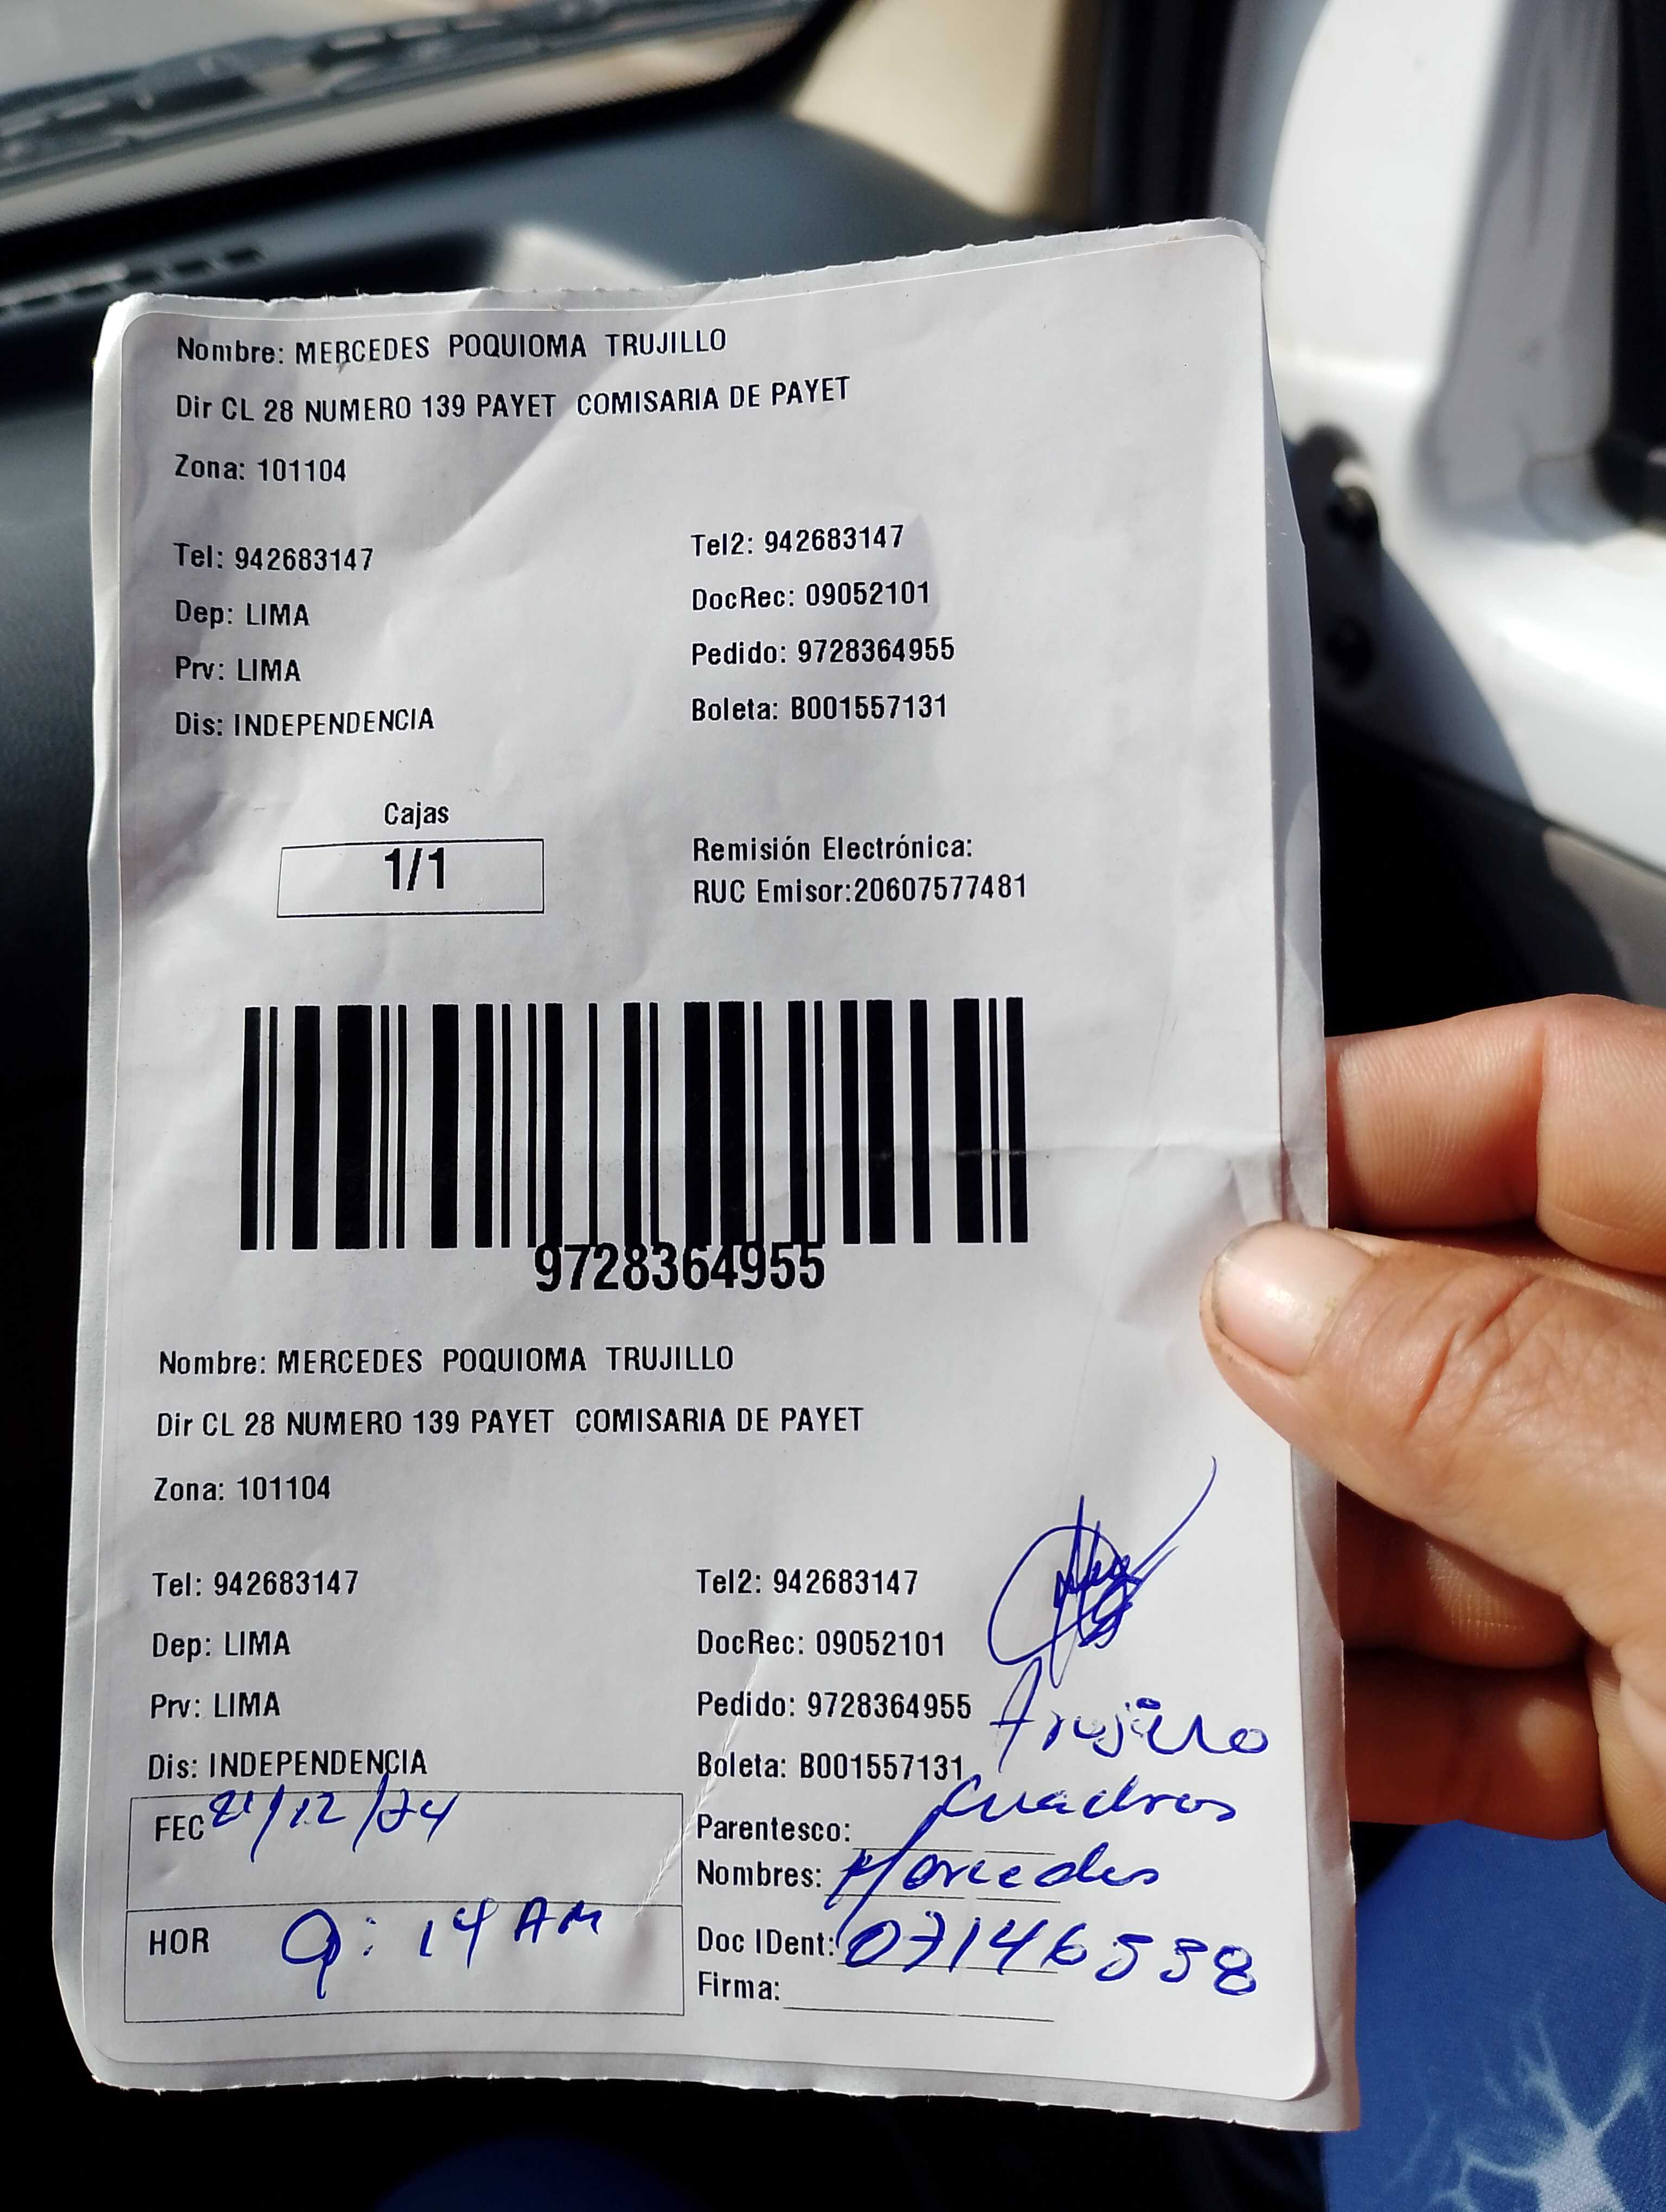 Nombre: MERCEDES POQUIOMA TRUJILLO
Dir CL 28 NUMERO 139 PAYET COMISARIA DE PAYET
Zona: 101104
Tel: 942683147 Tel2: 942683147
Dep: LIMA DocRec: 09052101
Prv: LIMA Pedido: 9728364955
Dis: INDEPENDENCIA Boleta: B001557131
Cajas
1/1
Remisión Electrónica:
RUC Emisor:20607577481
9728364955
Nombre: MERCEDES POQUIOMA TRUJILLO
Dir CL 28 NUMERO 139 PAYET COMISARIA DE PAYET
Zona: 101104
Tel: 942683147 Tel2: 942683147
Dep: LIMA DocRec: 09052101
Prv: LIMA Pedido: 9728364955 Trujillo
Dis: INDEPENDENCIA Boleta: B001557131
FEC 21/12/24 Parentesco: Cuadros
Nombres: Mercedes
HOR 9:14 AM Doc IDent: 07146538
Firma: